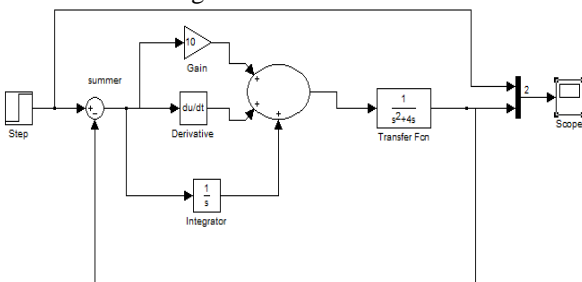 Step
summer
+
−
10
Gain
du/dt
Derivative
1
s
Integrator
+
+
+
1
s2+4s
Transfer Fcn
2
Scope